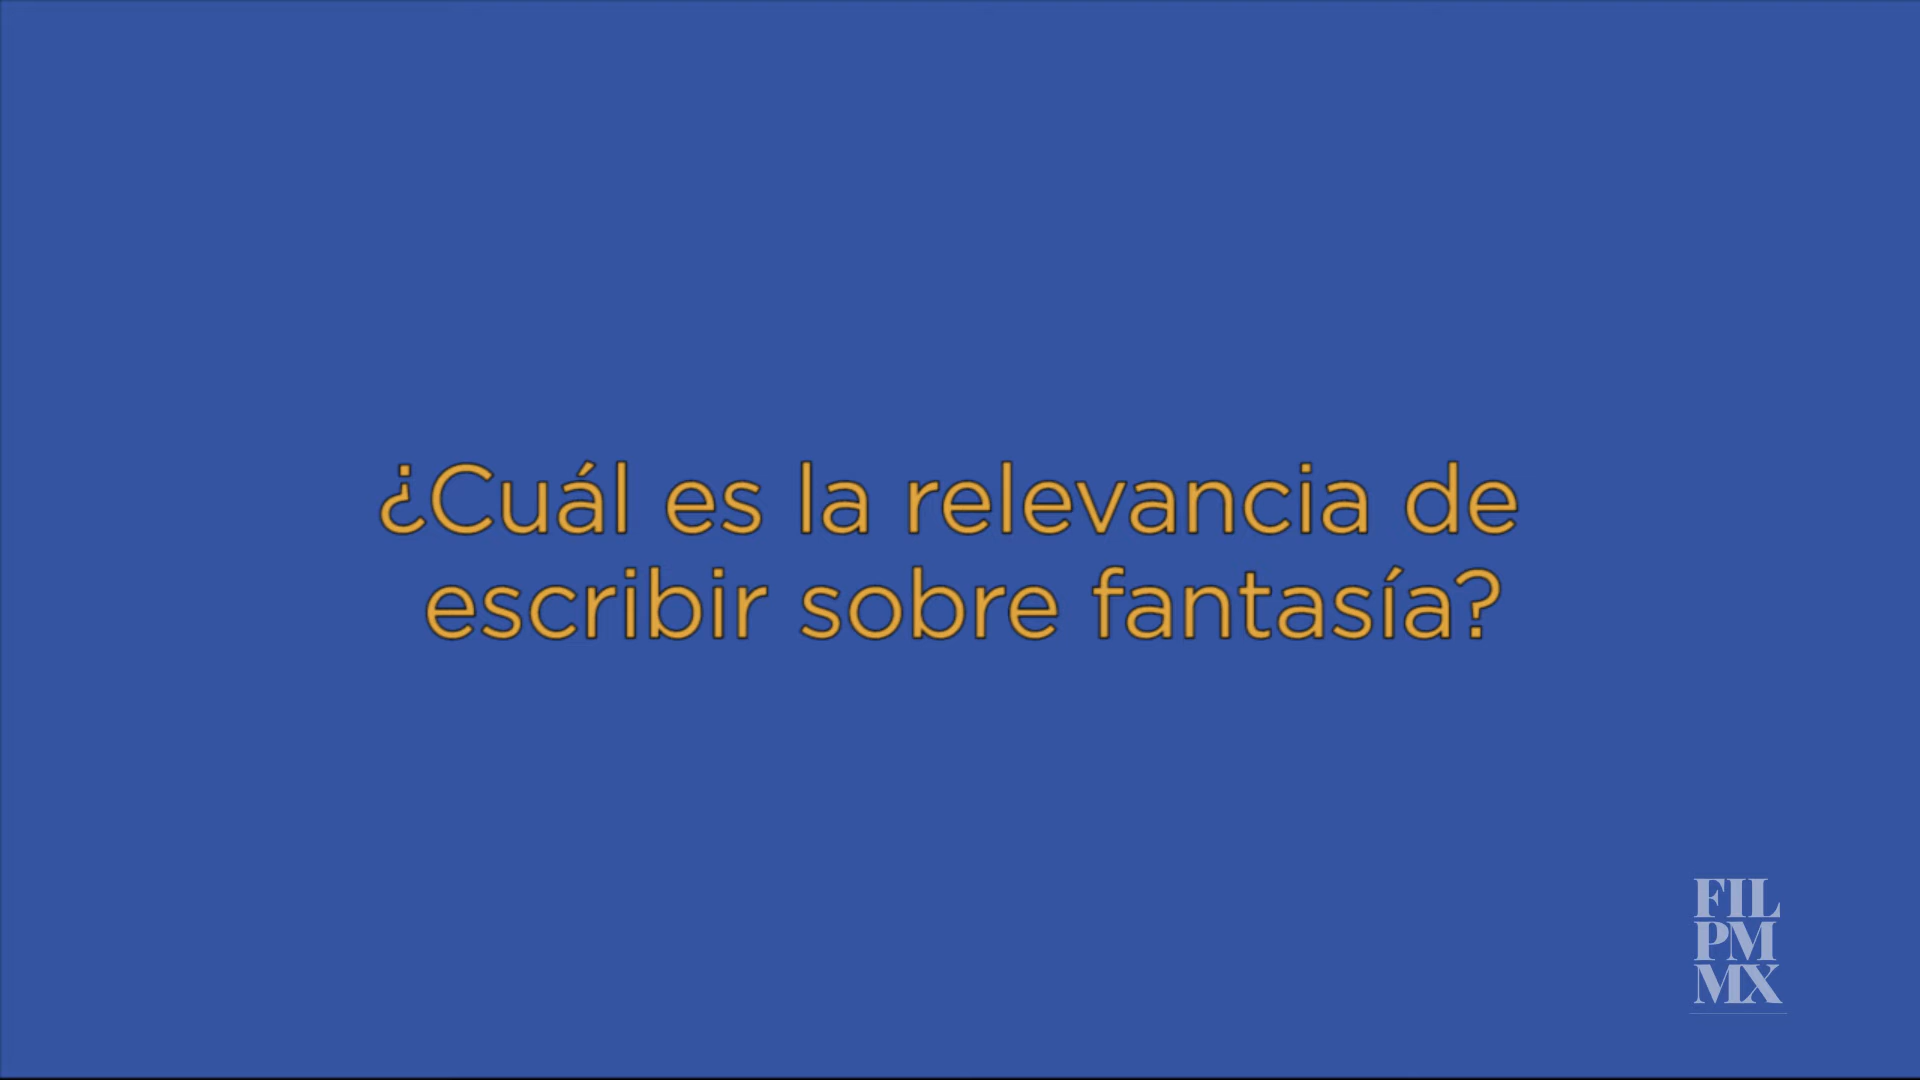 ¿Cuál es la relevancia de
escribir sobre fantasía?
FIL
PM
MX